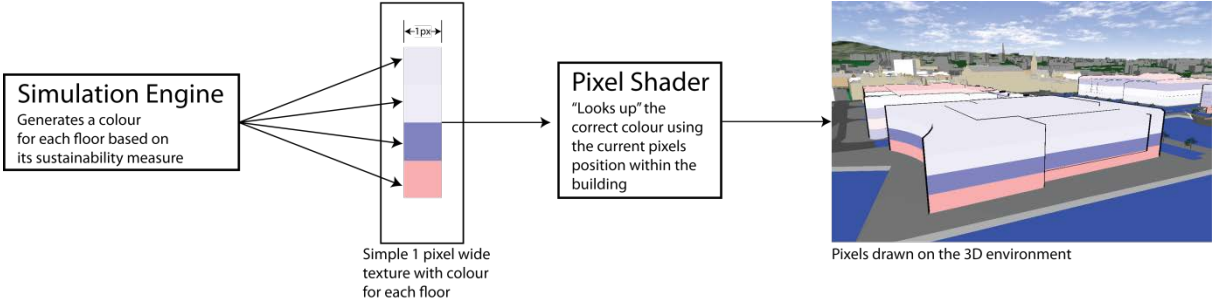 Simulation Engine
Generates a colour
for each floor based on
its sustainability measure
1px
Simple 1 pixel wide
texture with colour
for each floor
Pixel Shader
“Looks up” the
correct colour using
the current pixels
position within the
building
Pixels drawn on the 3D environment